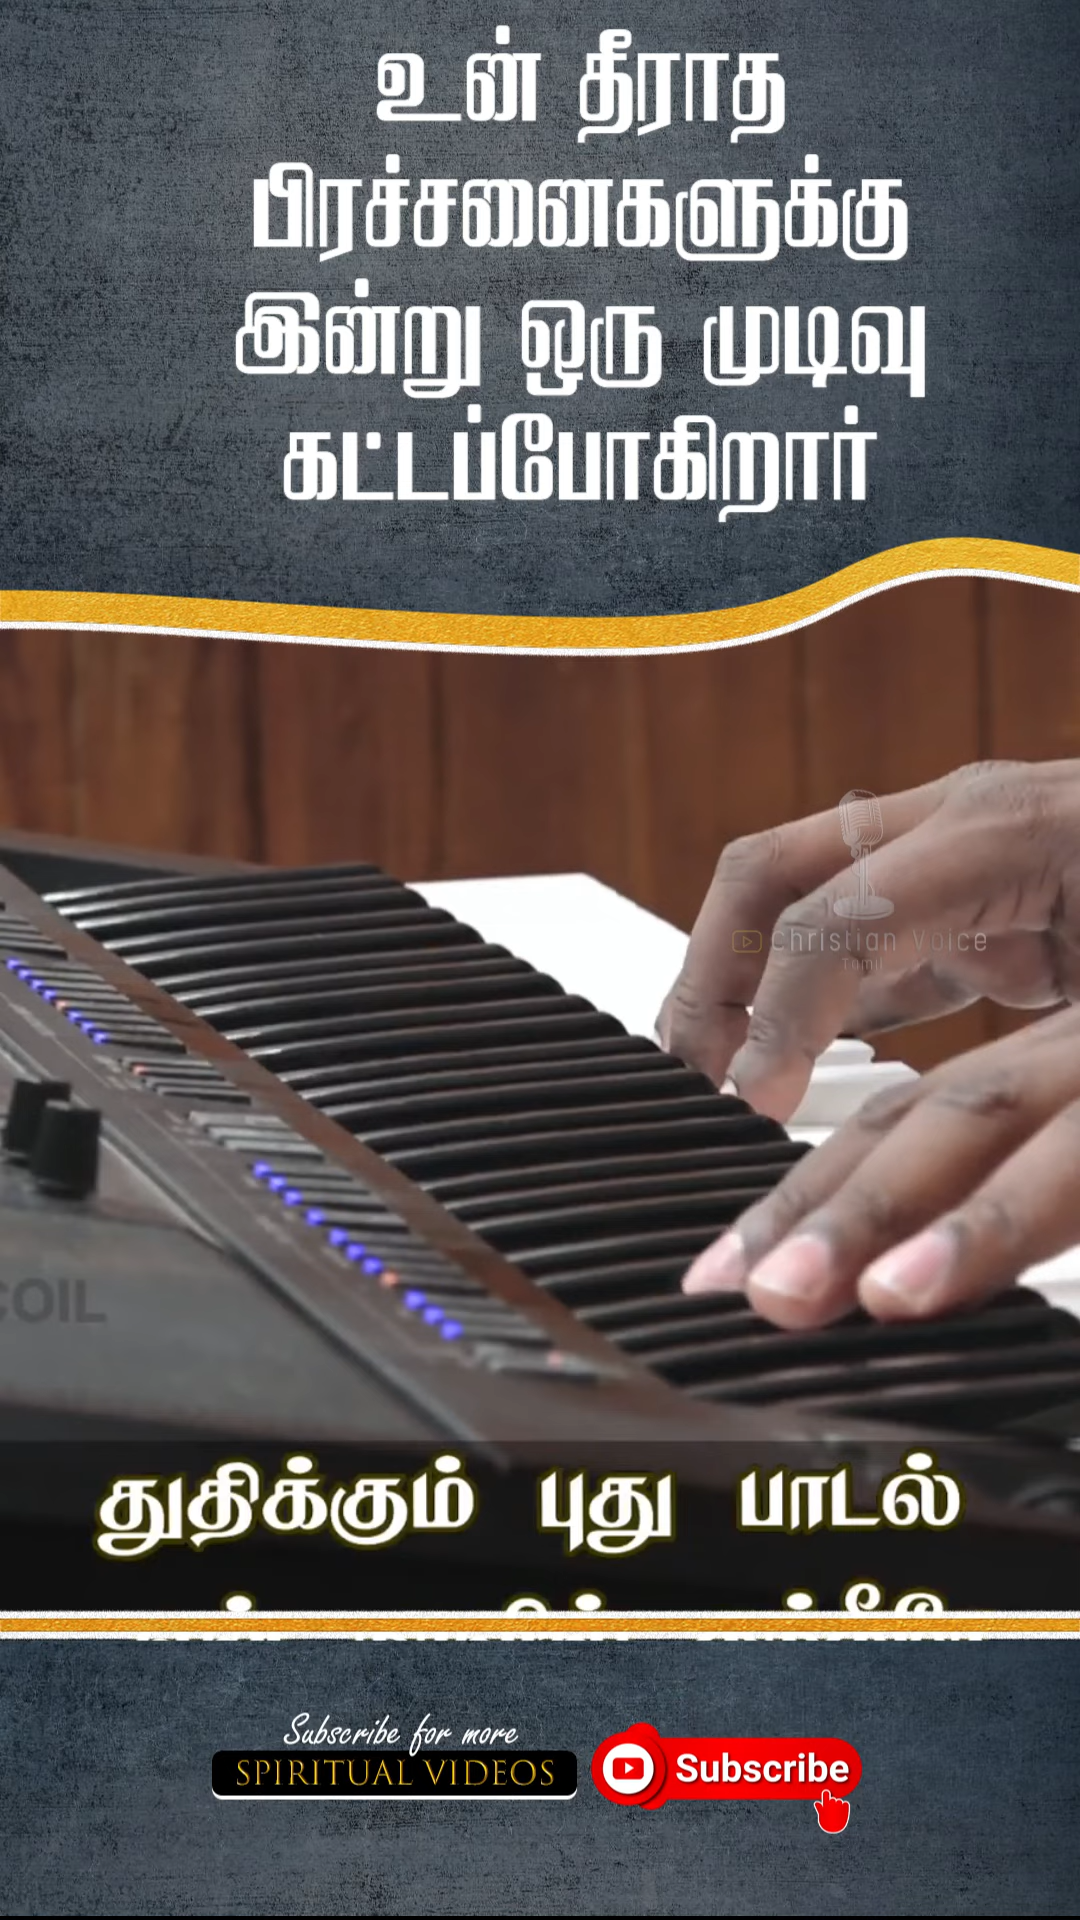 உன் தீராத
பிரச்சனைகளுக்கு
இன்று ஒரு முடிவு
கட்டப்போகிறார்
Christian Voice
Tamil
COIL
துதிக்கும் புது பாடல்
Subscribe for more
SPIRITUAL VIDEOS
Subscribe